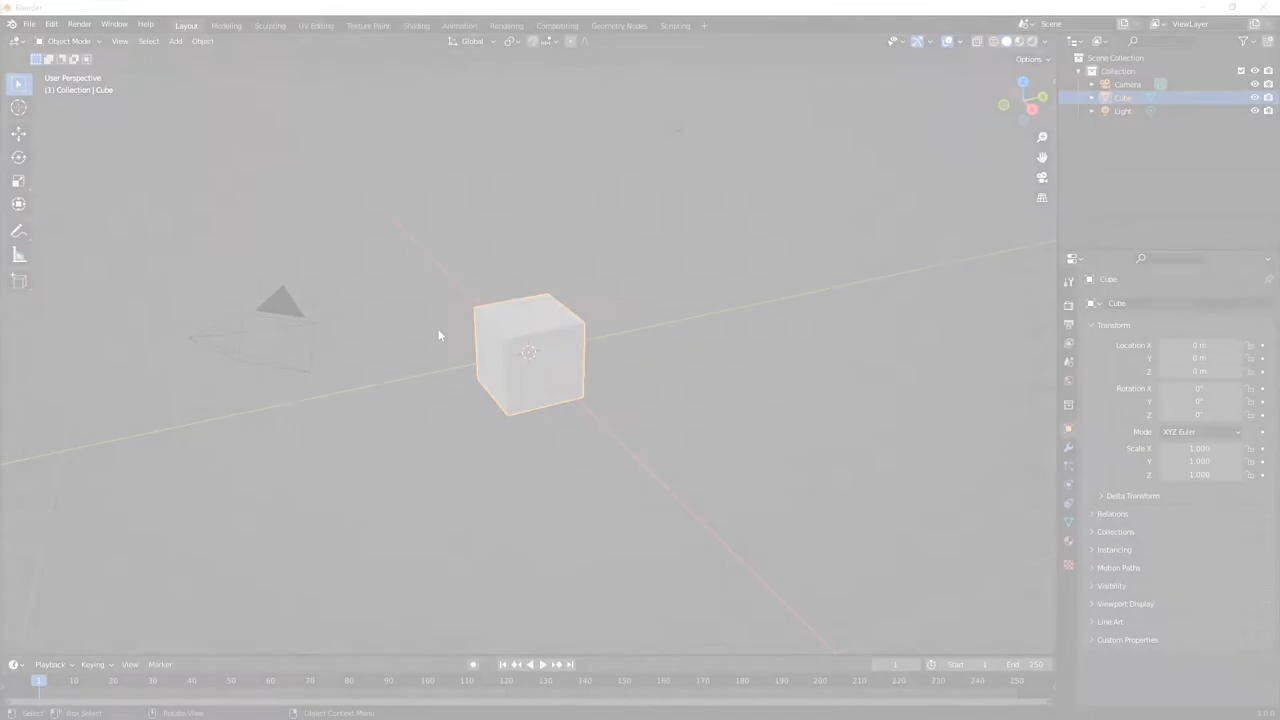 Blender
File Edit Render Window Help Layout Modeling Sculpting UV Editing Texture Paint Shading Animation Rendering Compositing Geometry Nodes Scripting + Scene ViewLayer
Object Mode View Select Add Object Global
Options
User Perspective
(1) Collection | Cube
Z
Y
X
Scene Collection
Collection
Camera
Cube
Light
Cube
Cube
Transform
Location X 0 m
Y 0 m
Z 0 m
Rotation X 0°
Y 0°
Z 0°
Mode XYZ Euler
Scale X 1.000
Y 1.000
Z 1.000
Delta Transform
Relations
Collections
Instancing
Motion Paths
Visibility
Viewport Display
Line Art
Custom Properties
Playback Keying View Marker 1 Start 1 End 250
1 10 20 30 40 50 60 70 80 90 100 110 120 130 140 150 160 170 180 190 200 210 220 230 240 250
Select Box Select Rotate View Object Context Menu 3.0.0